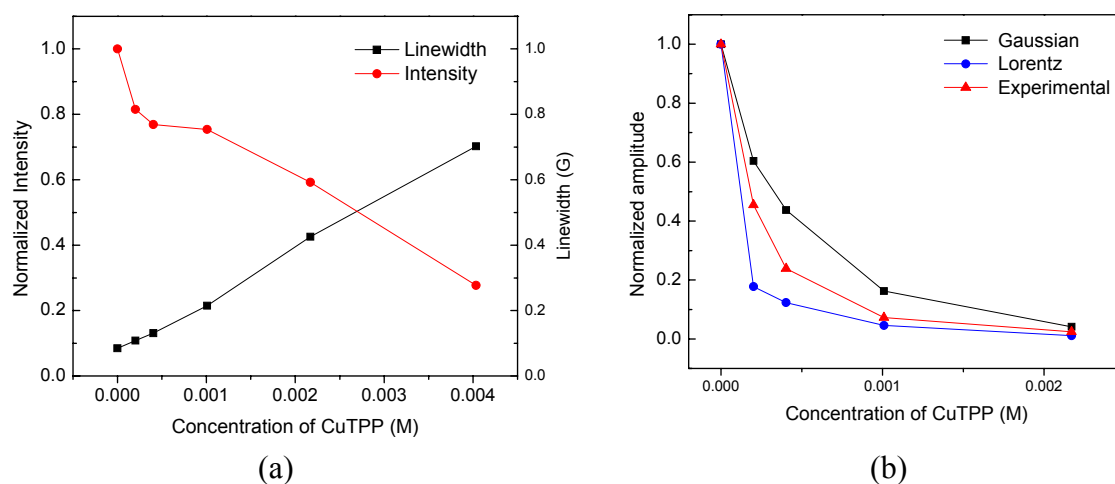 Linewidth
Intensity
Normalized Intensity
1.0
0.8
0.6
0.4
0.2
0.0
Linewidth (G)
1.0
0.8
0.6
0.4
0.2
0.0
0.000 0.001 0.002 0.003 0.004
Concentration of CuTPP (M)
(a)
Gaussian
Lorentz
Experimental
Normalized amplitude
1.0
0.8
0.6
0.4
0.2
0.0
0.000 0.001 0.002
Concentration of CuTPP (M)
(b)